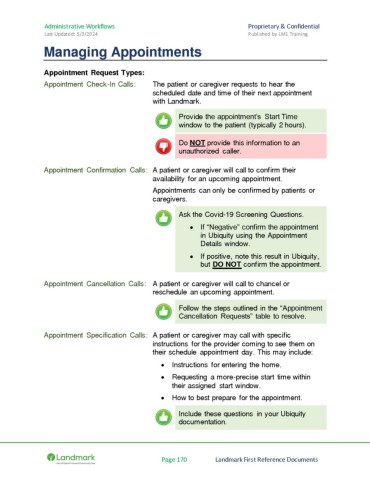 Administrative Workflows Proprietary & Confidential
Last Updated: 5/3/2024 Published by LMS Training
Managing Appointments
Appointment Request Types:
Appointment Check-In Calls: The patient or caregiver requests to hear the
scheduled date and time of their next appointment
with Landmark.
Provide the appointment's Start Time
window to the patient (typically 2 hours).
Do NOT provide this information to an
unauthorized caller.
Appointment Confirmation Calls: A patient or caregiver will call to confirm their
availability for an upcoming appointment.
Appointments can only be confirmed by patients or
caregivers.
Ask the Covid-19 Screening Questions.
• If "Negative" confirm the appointment
in Ubiquity using the Appointment
Details window.
• If positive, note this result in Ubiquity,
but DO NOT confirm the appointment.
Appointment Cancellation Calls: A patient or caregiver will call to chancel or
reschedule an upcoming appointment.
Follow the steps outlined in the "Appointment
Cancellation Requests" table to resolve.
Appointment Specification Calls: A patient or caregiver may call with specific
instructions for the provider coming to see them on
their schedule appointment day. This may include:
• Instructions for entering the home.
• Requesting a more-precise start time within
their assigned start window.
• How to best prepare for the appointment.
Include these questions in your Ubiquity
documentation.
Landmark Page 170 Landmark First Reference Documents